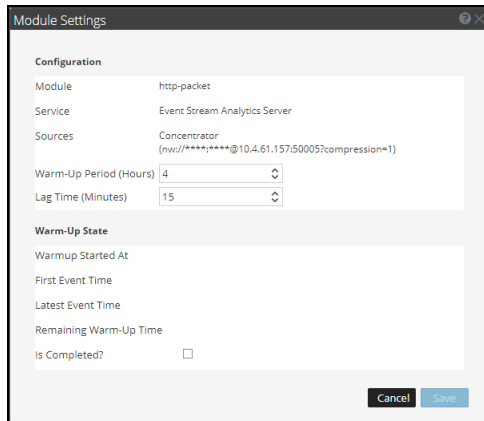 Module Settings
Configuration
Module http-packet
Service Event Stream Analytics Server
Sources Concentrator
(nw://****:****@10.4.61.157:50005?compression=1)
Warm-Up Period (Hours) 4
Lag Time (Minutes) 15
Warm-Up State
Warmup Started At
First Event Time
Latest Event Time
Remaining Warm-Up Time
Is Completed?
Cancel Save